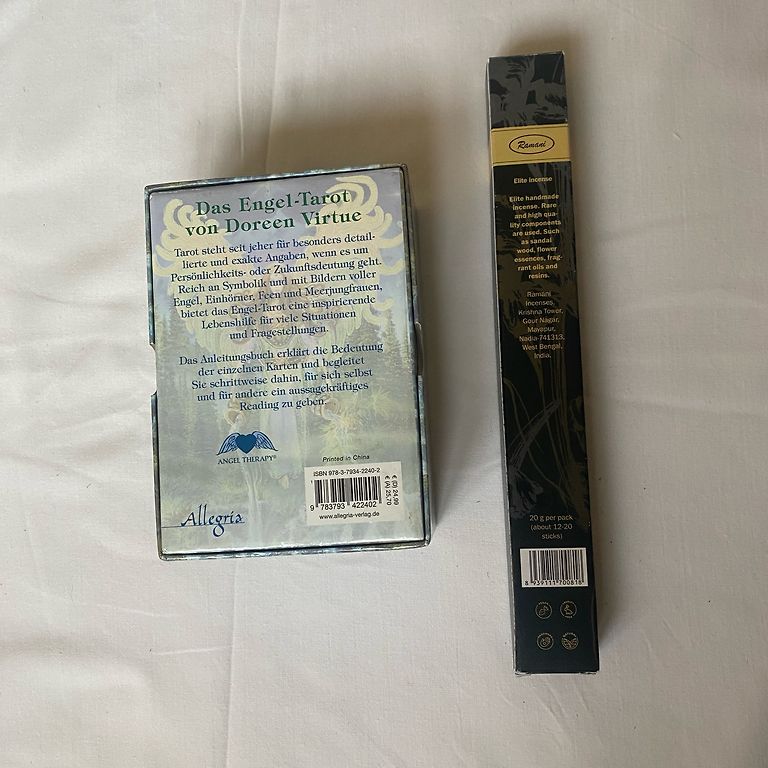 Das Engel-Tarot
von Doreen Virtue
Tarot steht seit jeher für besonders detail-
lierte und exakte Angaben, wenn es um
Persönlichkeits- oder Zukunftsdeutung geht.
Reich an Symbolik und mit Bildern voller
Engel, Einhörner, Feen und Meerjungfrauen,
bietet das Engel-Tarot eine inspirierende
Lebenshilfe für viele Situationen
und Fragestellungen.
Das Anleitungsbuch erklärt die Bedeutung
der einzelnen Karten und begleitet
Sie schrittweise dahin, für sich selbst
und für andere ein aussagekräftiges
Reading zu geben.
ANGEL THERAPY®
Printed in China
ISBN 978-3-7934-2240-2
€ (D) 24,99
€ (A) 25,70
9 783793 422402
www.allegria-verlag.de
Allegria
Ramani
Elite incense
Elite handmade
incense. Rare
and high qua-
lity components
are used. Such
as sandal
wood, flower
essences, frag-
rant oils and
resins.
Ramani
Incenses,
Krishna Tower,
Gour Nagar,
Mayapur,
Nadia-741313,
West Bengal,
India.
20 g per pack
(about 12-20
sticks)
8 939111 700818